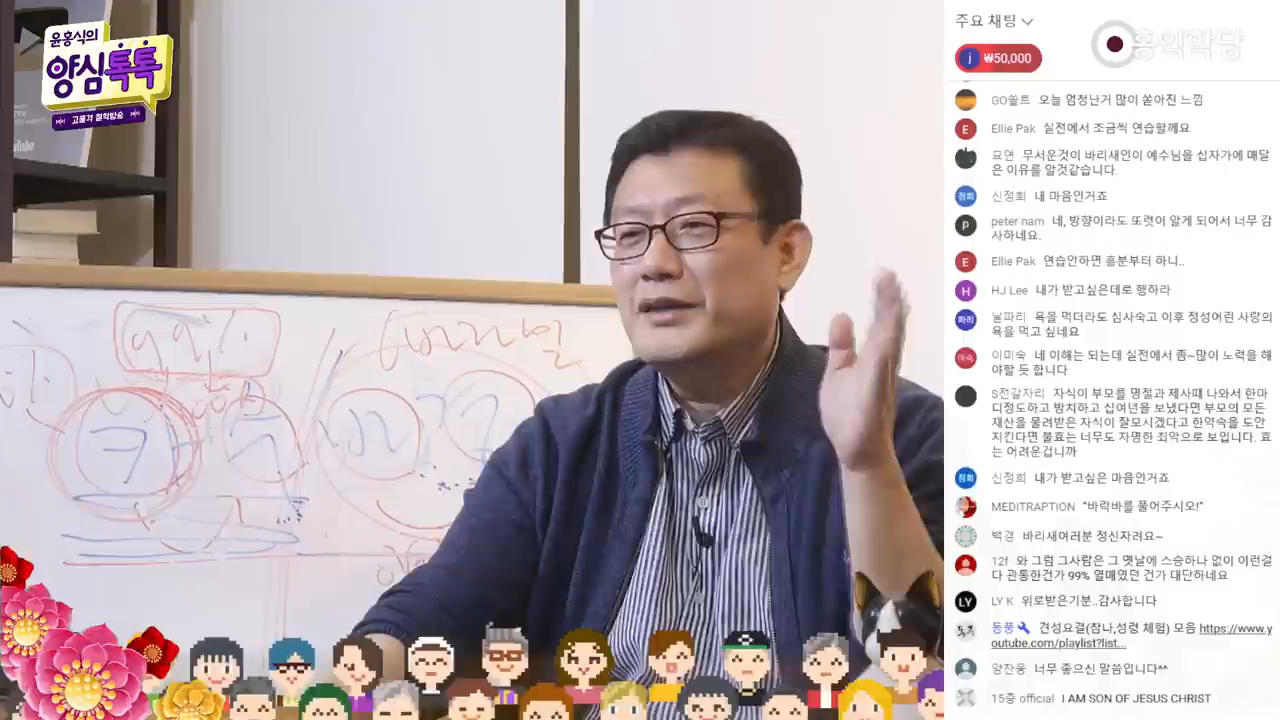 윤홍식의
양심톡톡
고품격 철학방송
99%
주요 채팅
홍익학당
j ₩50,000
GO쏠트 오늘 엄청난거 많이 쏟아진 느낌
E Ellie Pak 실전에서 조금씩 연습할께요
묘연 무서운것이 바리새인이 예수님을 십자가에 매달
은 이유를 알것같습니다.
정희 신정희 내 마음인거죠
p peter nam 네, 방향이라도 또렷이 알게 되어서 너무 감
사하네요.
E Ellie Pak 연습안하면 흥분부터 하니..
H HJ Lee 내가 받고싶은데로 행하라
파리 날파리 욕을 먹더라도 심사숙고 이후 정성어린 사랑의
욕을 먹고 싶네요
미숙 이미숙 네 이해는 되는데 실전에서 좀~많이 노력을 해
야할 듯 합니다
S전갈자리 자식이 부모를 명절과 제사때 나와서 한마
디정도하고 방치하고 십여년을 보냈다면 부모의 모든
재산을 물려받은 자식이 잘모시겠다고 한약속을 도안
지킨다면 불효는 너무도 자명한 죄악으로 보입니다. 효
는 어려운겁니까
정희 신정희 내가 받고싶은 마음인거죠
MEDITRAPTION "바락바를 풀어주시오!"
백경 바리새여러분 정신차려요~
12f 와 그럼 그사람은 그 옛날에 스승하나 없이 이런걸
다 관통한건가 99% 열매였던 건가 대단하네요
LY LY K 위로받은기분..감사합니다
동풍 견성요결(참나,성령 체험) 모음 https://www.y
outube.com/playlist?list...
양찬웅 너무 좋으신 말씀입니다^^
15중 official I AM SON OF JESUS CHRIST